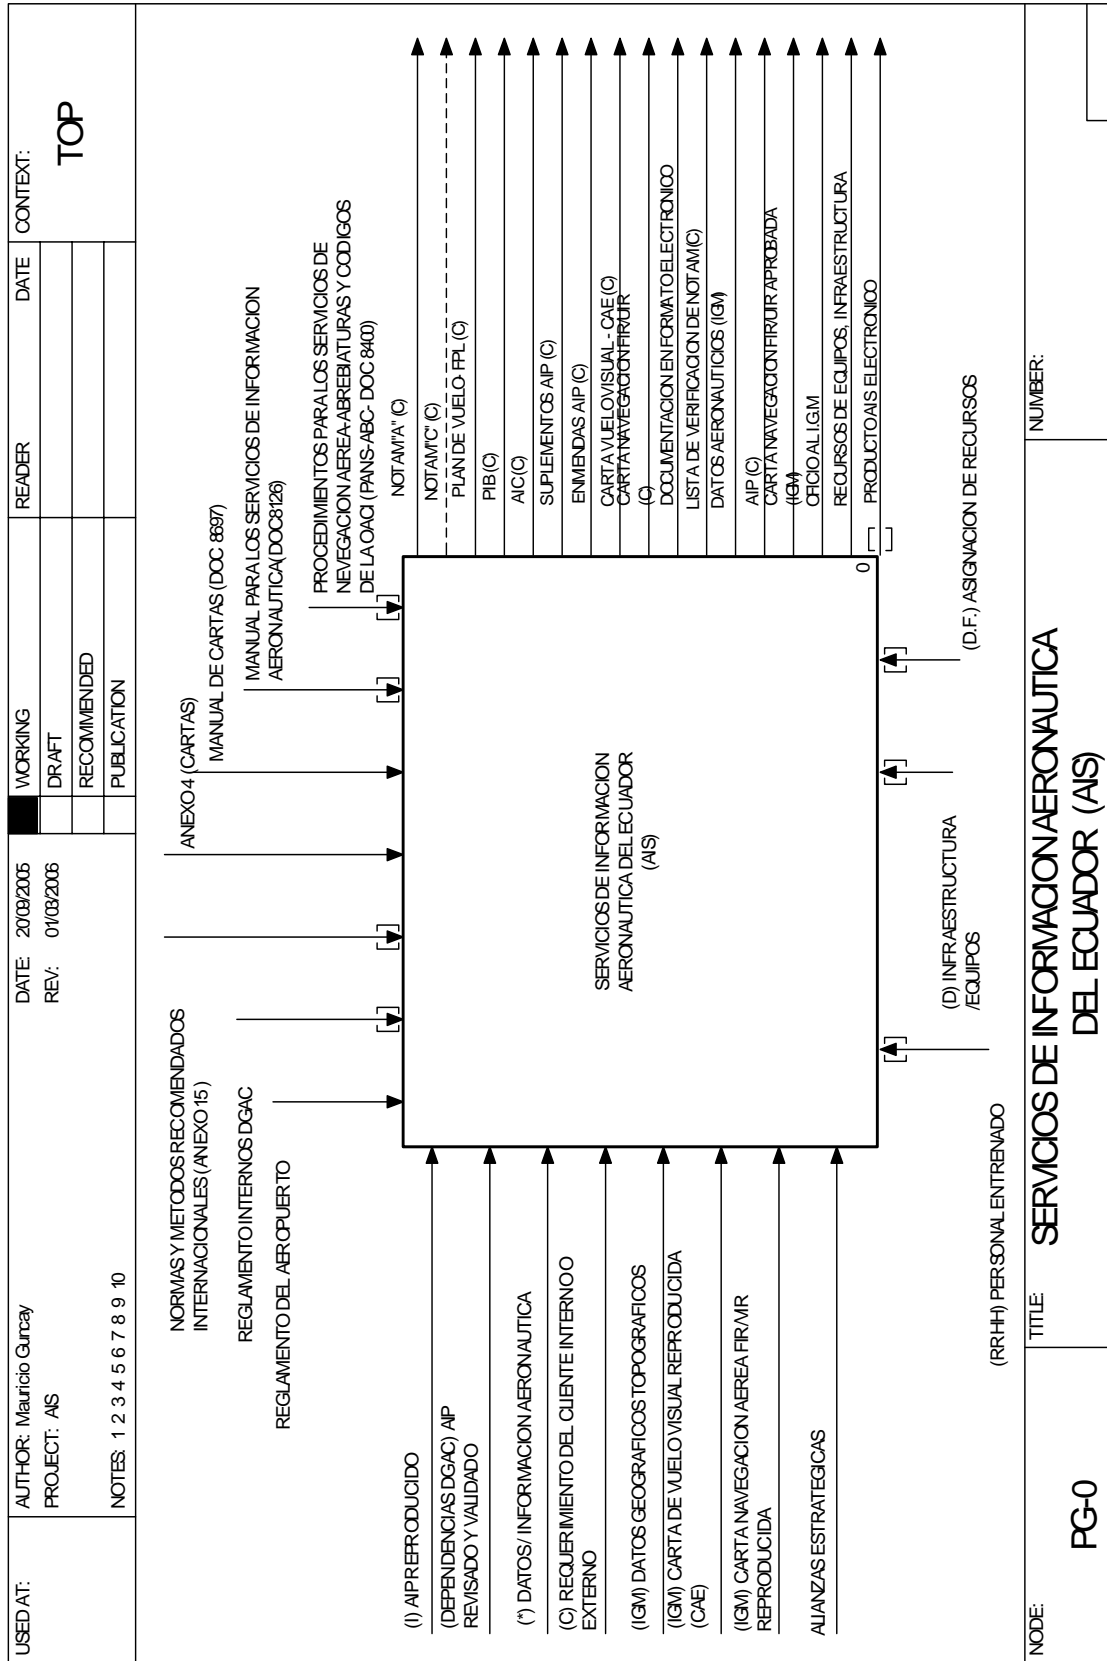 USED AT:
AUTHOR: Mauricio Guncay
PROJECT: AIS
NOTES: 1 2 3 4 5 6 7 8 9 10
DATE: 20/09/2005
REV: 01/03/2006
WORKING
DRAFT
RECOMMENDED
PUBLICATION
READER
DATE
CONTEXT:
TOP
NORMAS Y METODOS RECOMENDADOS
INTERNACIONALES (ANEXO 15)
REGLAMENTO INTERNOS DGAC
REGLAMENTO DEL AEROPUERTO
ANEXO 4 (CARTAS)
MANUAL DE CARTAS (DOC 8697)
MANUAL PARA LOS SERVICIOS DE INFORMACION
AERONAUTICA(DOC8126)
PROCEDIMIENTOS PARA LOS SERVICIOS DE
NEVEGACION AEREA-ABREBIATURAS Y CODIGOS
DE LA OACI ( PANS-ABC- DOC 8400)
(I) AIP REPRODUCIDO
(DEPENDENCIAS DGAC) AIP
REVISADO Y VALIDADO
(*) DATOS/ INFORMACION AERONAUTICA
(C) REQUERIMIENTO DEL CLIENTE INTERNO O
EXTERNO
(IGM) DATOS GEOGRAFICOS TOPOGRAFICOS
(IGM) CARTA DE VUELO VISUAL REPRODUCIDA
(CAE)
(IGM) CARTA NAVEGACION AEREA FIR/MR
REPRODUCIDA
ALIANZAS ESTRATEGICAS
SERVICIOS DE INFORMACION
AERONAUTICA DEL ECUADOR
(AIS)
0
NOTAM"A" (C)
NOTAM"C" (C)
PLAN DE VUELO- FPL (C)
PIB (C)
AIC (C)
SUPLEMENTOS AIP (C)
ENMIENDAS AIP (C)
CARTA VUELO VISUAL - CAE (C)
CARTA NAVEGACION FIR/UIR
(C)
DOCUMENTACION EN FORMATO ELECTRONICO
LISTA DE VERIFICACION DE NOTAM(C)
DATOS AERONAUTICIOS (IGM)
AIP (C)
CARTA NAVEGACION FIR/UIR APROBADA
(IGM)
OFICIO AL I.G.M
RECURSOS DE EQUIPOS, INFRAESTRUCTURA
PRODUCTO AIS ELECTRONICO
(RRHH) PERSONAL ENTRENADO
(D) INFRAESTRUCTURA
/EQUIPOS
(D.F.) ASIGNACION DE RECURSOS
NODE:
PG-0
TITLE:
SERVICIOS DE INFORMACION AERONAUTICA
DEL ECUADOR (AIS)
NUMBER: